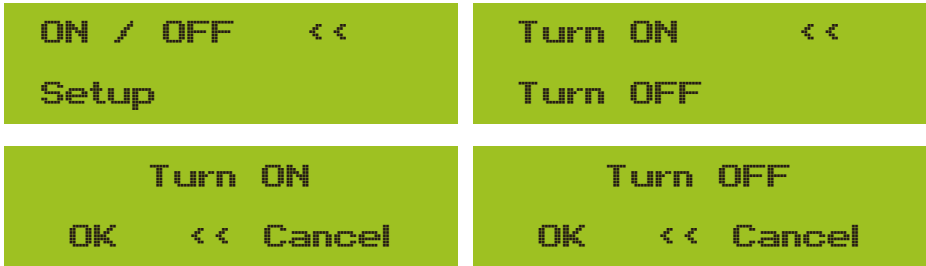 ON / OFF <<
Setup
Turn ON <<
Turn OFF
Turn ON
OK << Cancel
Turn OFF
OK << Cancel